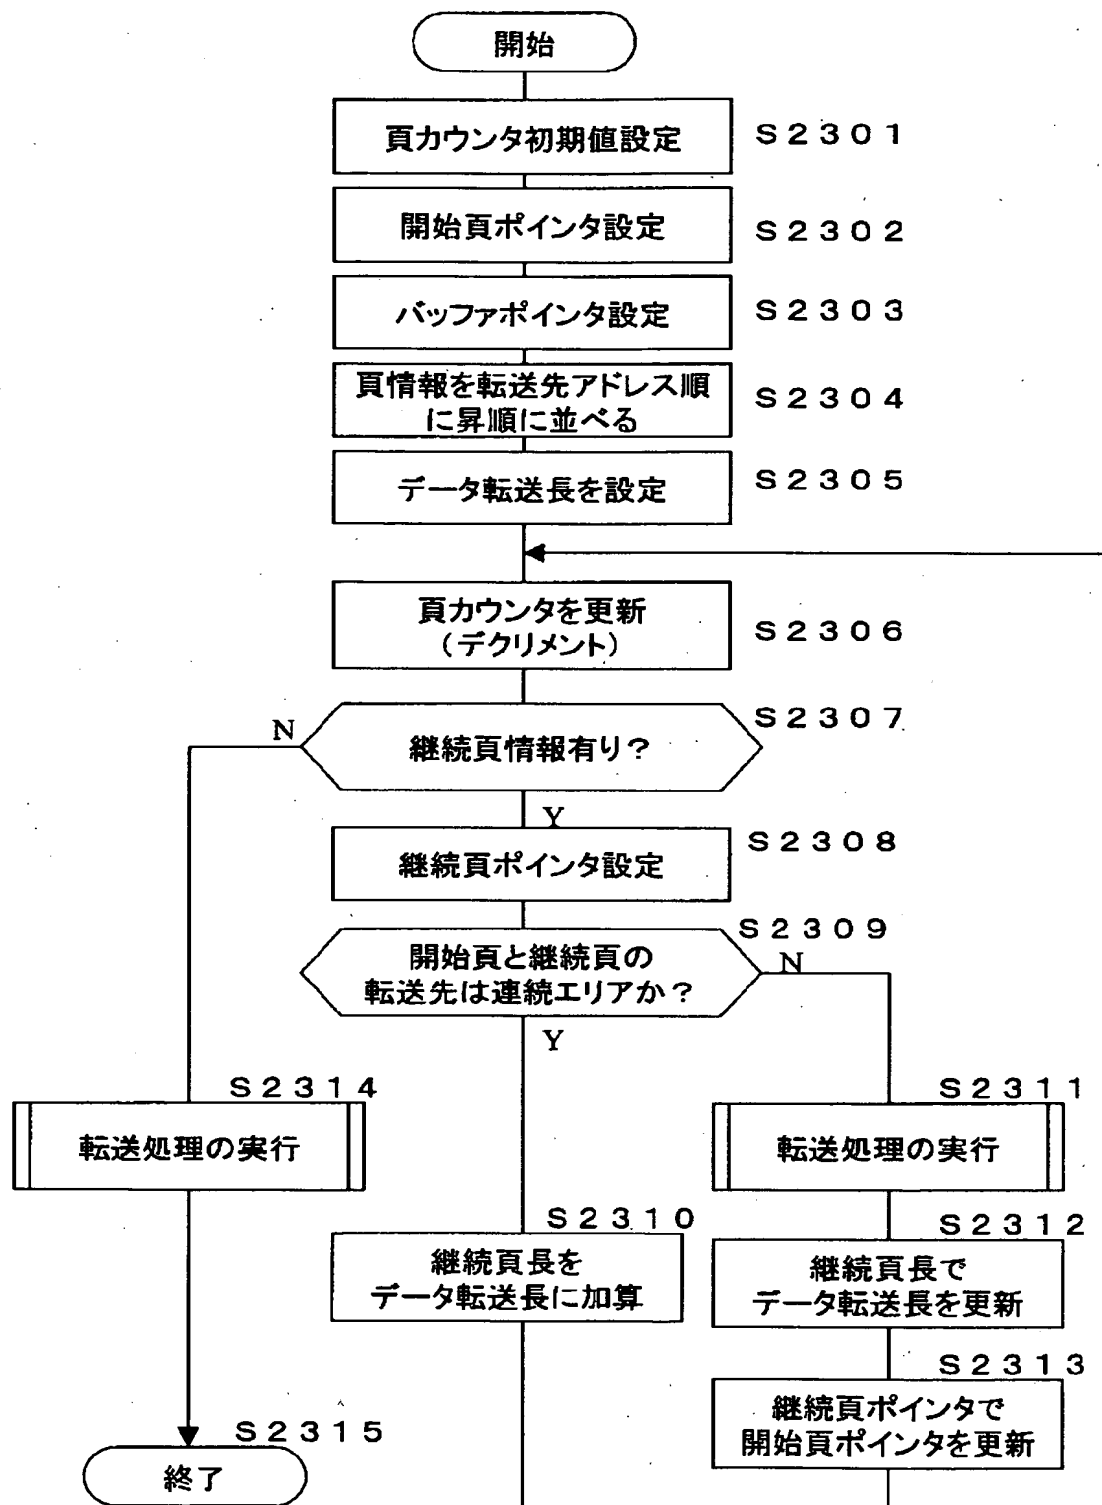 開始
頁カウンタ初期値設定
S2301
開始頁ポインタ設定
S2302
バッファポインタ設定
S2303
頁情報を転送先アドレス順
に昇順に並べる
S2304
データ転送長を設定
S2305
頁カウンタを更新
(デクリメント)
S2306
S2307
N
継続頁情報有り?
Y
S2308
継続頁ポインタ設定
S2309
開始頁と継続頁の
転送先は連続エリアか?
N
Y
S2314
転送処理の実行
S2311
転送処理の実行
S2310
継続頁長を
データ転送長に加算
S2312
継続頁長で
データ転送長を更新
S2313
継続頁ポインタで
開始頁ポインタを更新
S2315
終了